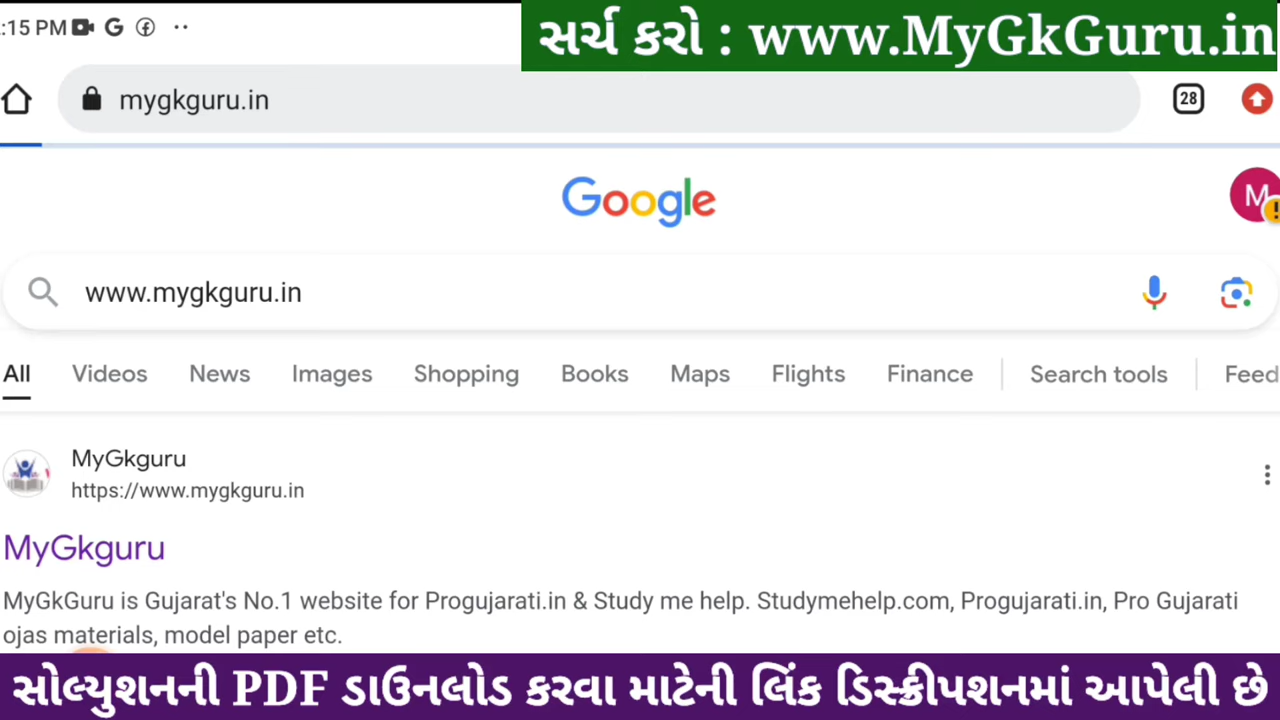 :15 PM
સર્ચ કરો : www.MyGkGuru.in
mygkguru.in
28
Google
M
www.mygkguru.in
All Videos News Images Shopping Books Maps Flights Finance Search tools Feed
MyGkguru
https://www.mygkguru.in
MyGkguru
MyGkGuru is Gujarat's No.1 website for Progujarati.in & Study me help. Studymehelp.com, Progujarati.in, Pro Gujarati
ojas materials, model paper etc.
સોલ્યુશનની PDF ડાઉનલોડ કરવા માટેની લિંક ડિસ્ક્રીપશનમાં આપેલી છે